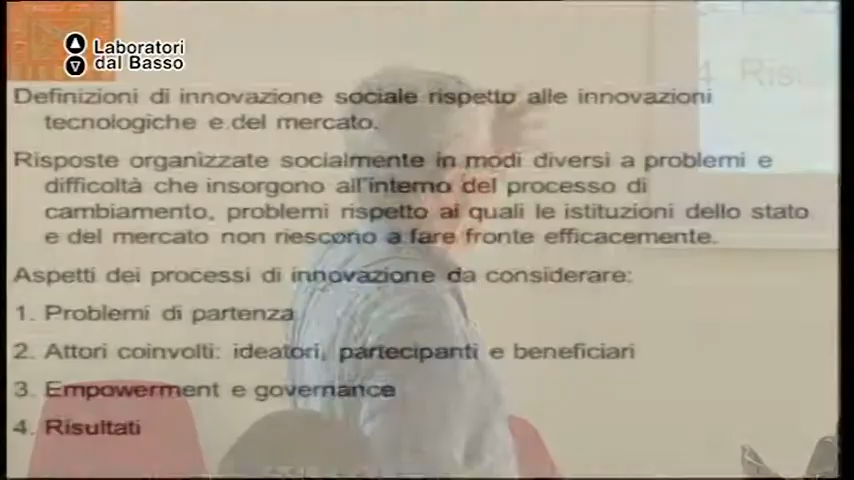 Laboratori
dal Basso
Definizioni di innovazione sociale rispetto alle innovazioni
tecnologiche e del mercato.
Risposte organizzate socialmente in modi diversi a problemi e
difficoltà che insorgono all'interno del processo di
cambiamento, problemi rispetto ai quali le istituzioni dello stato
e del mercato non riescono a fare fronte efficacemente.
Aspetti dei processi di innovazione da considerare:
1. Problemi di partenza
2. Attori coinvolti: ideatori, partecipanti e beneficiari
3. Empowerment e governance
4. Risultati
4. Risu